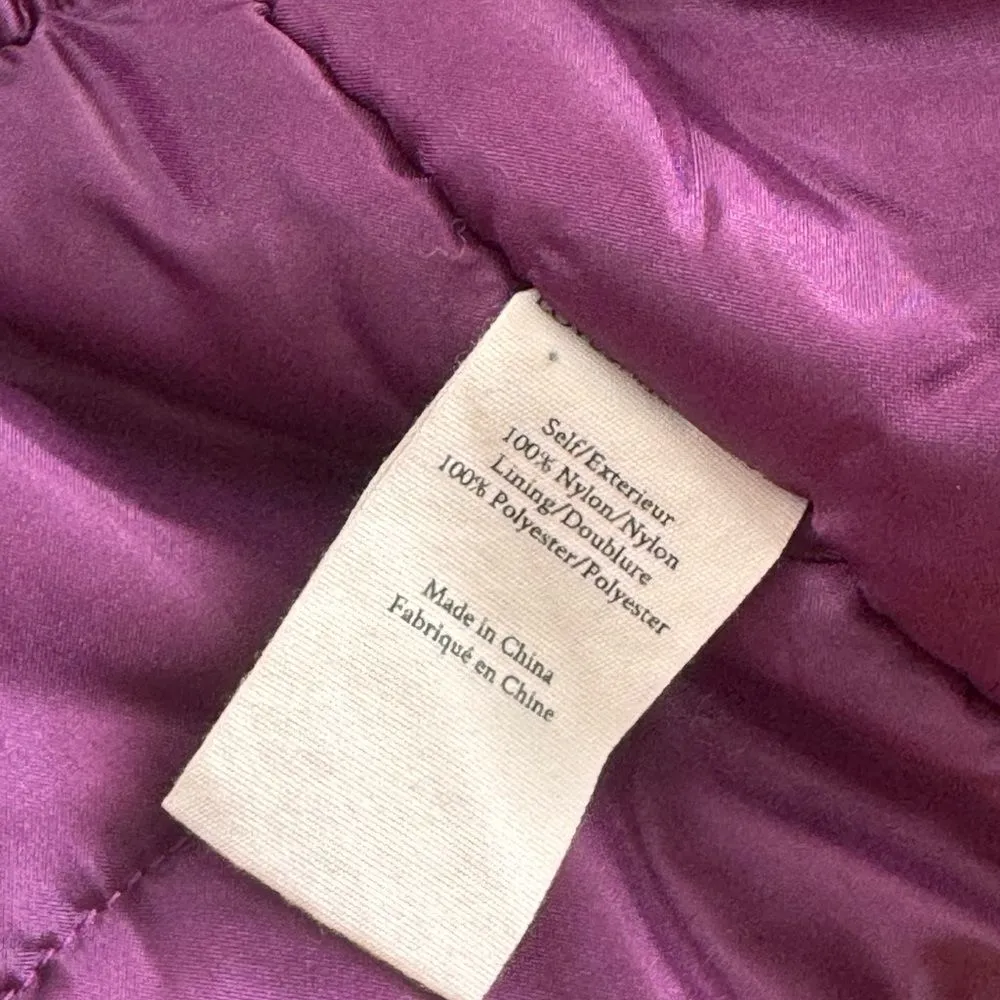 Self/Exterieur
100% Nylon/Nylon
Lining/Doublure
100% Polyester/Polyester
Made in China
Fabriqué en Chine